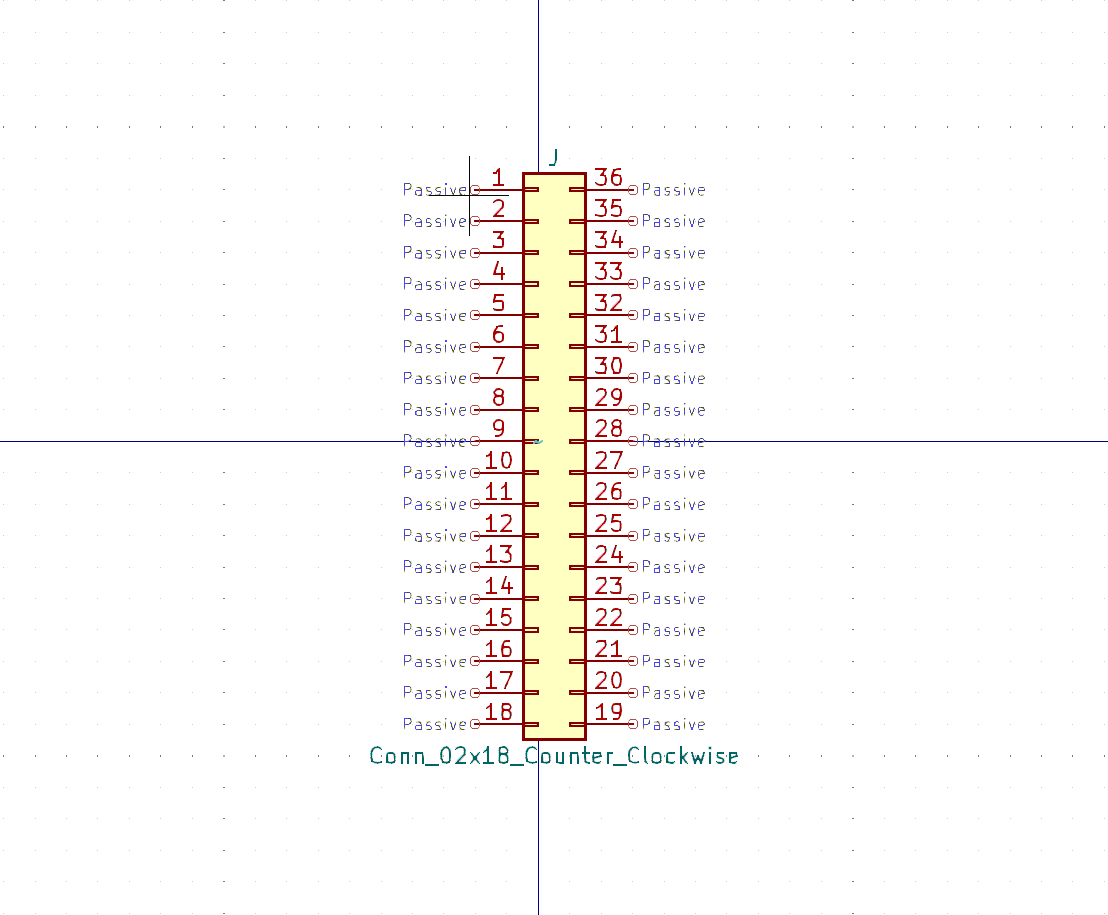 J
Passive 1 36 Passive
Passive 2 35 Passive
Passive 3 34 Passive
Passive 4 33 Passive
Passive 5 32 Passive
Passive 6 31 Passive
Passive 7 30 Passive
Passive 8 29 Passive
Passive 9 28 Passive
Passive 10 27 Passive
Passive 11 26 Passive
Passive 12 25 Passive
Passive 13 24 Passive
Passive 14 23 Passive
Passive 15 22 Passive
Passive 16 21 Passive
Passive 17 20 Passive
Passive 18 19 Passive
Conn_02x18_Counter_Clockwise